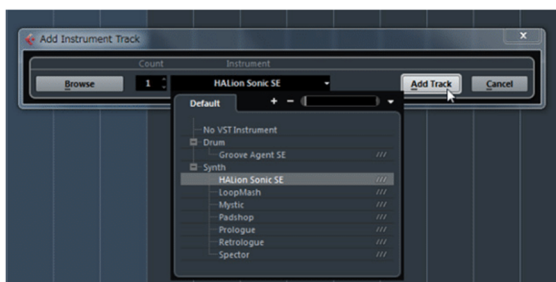 Add Instrument Track
Count Instrument
Browse 1 HALion Sonic SE Add Track Cancel
Default
No VST Instrument
Drum
Groove Agent SE
Synth
HALion Sonic SE
LoopMash
Mystic
Padshop
Prologue
Retrologue
Spector